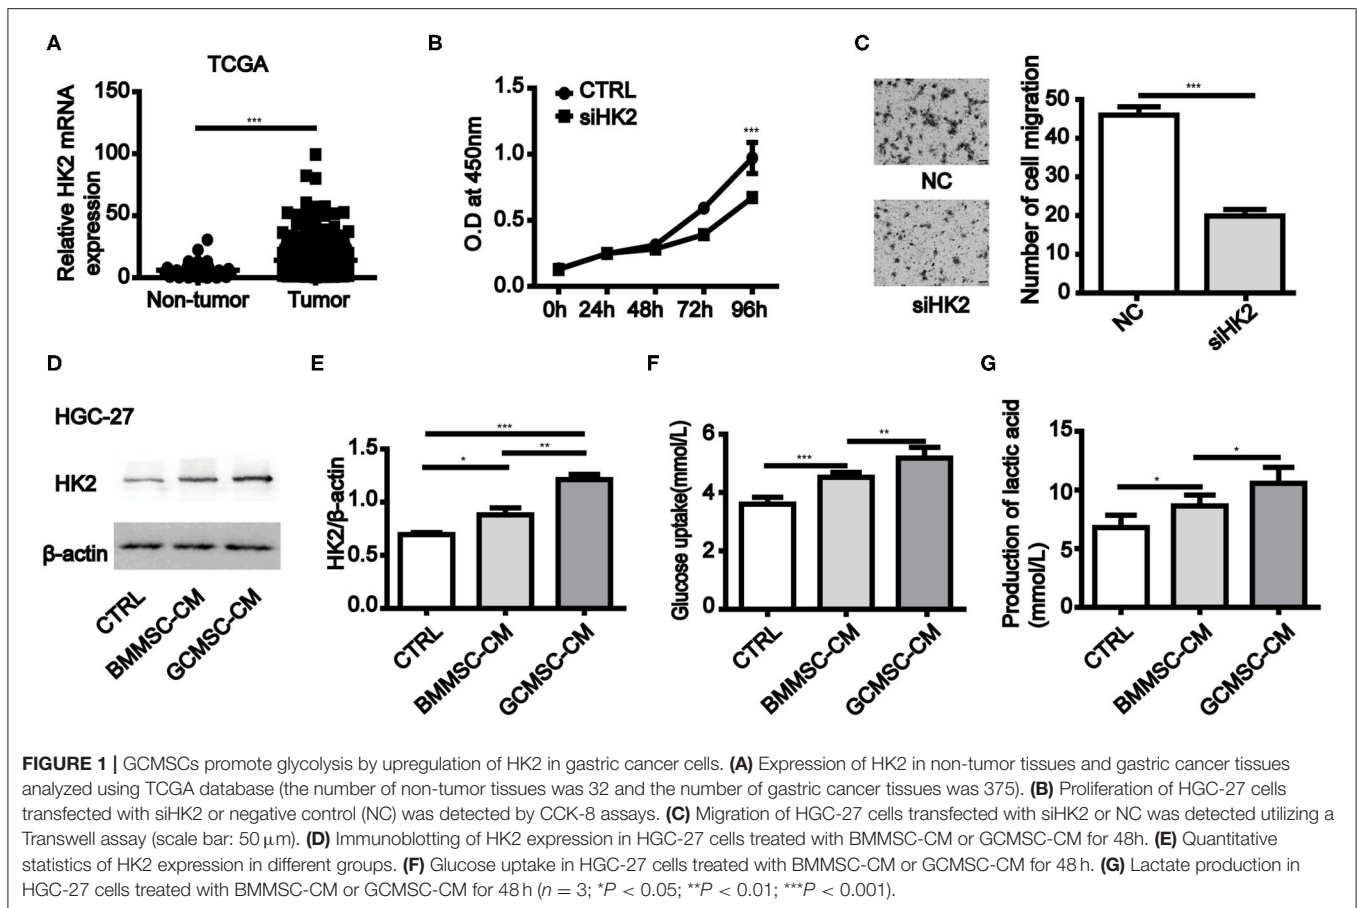 A
TCGA
Relative HK2 mRNA
expression
150
100
50
0
***
Non-tumor
Tumor
B
O.D at 450nm
1.5
1.0
0.5
0.0
CTRL
siHK2
***
0h 24h 48h 72h 96h
C
NC
siHK2
Number of cell migration
50
40
30
20
10
0
***
NC
siHK2
D
HGC-27
HK2
β-actin
CTRL
BMMSC-CM
GCMSC-CM
E
HK2/β-actin
1.5
1.0
0.5
0.0
***
**
*
CTRL
BMMSC-CM
GCMSC-CM
F
Glucose uptake(mmol/L)
6
4
2
0
**
***
CTRL
BMMSC-CM
GCMSC-CM
G
Production of lactic acid
(mmol/L)
15
10
5
0
*
*
CTRL
BMMSC-CM
GCMSC-CM
FIGURE 1 | GCMSCs promote glycolysis by upregulation of HK2 in gastric cancer cells. (A) Expression of HK2 in non-tumor tissues and gastric cancer tissues
analyzed using TCGA database (the number of non-tumor tissues was 32 and the number of gastric cancer tissues was 375). (B) Proliferation of HGC-27 cells
transfected with siHK2 or negative control (NC) was detected by CCK-8 assays. (C) Migration of HGC-27 cells transfected with siHK2 or NC was detected utilizing a
Transwell assay (scale bar: 50 μm). (D) Immunoblotting of HK2 expression in HGC-27 cells treated with BMMSC-CM or GCMSC-CM for 48h. (E) Quantitative
statistics of HK2 expression in different groups. (F) Glucose uptake in HGC-27 cells treated with BMMSC-CM or GCMSC-CM for 48 h. (G) Lactate production in
HGC-27 cells treated with BMMSC-CM or GCMSC-CM for 48 h (n = 3; *P < 0.05; **P < 0.01; ***P < 0.001).